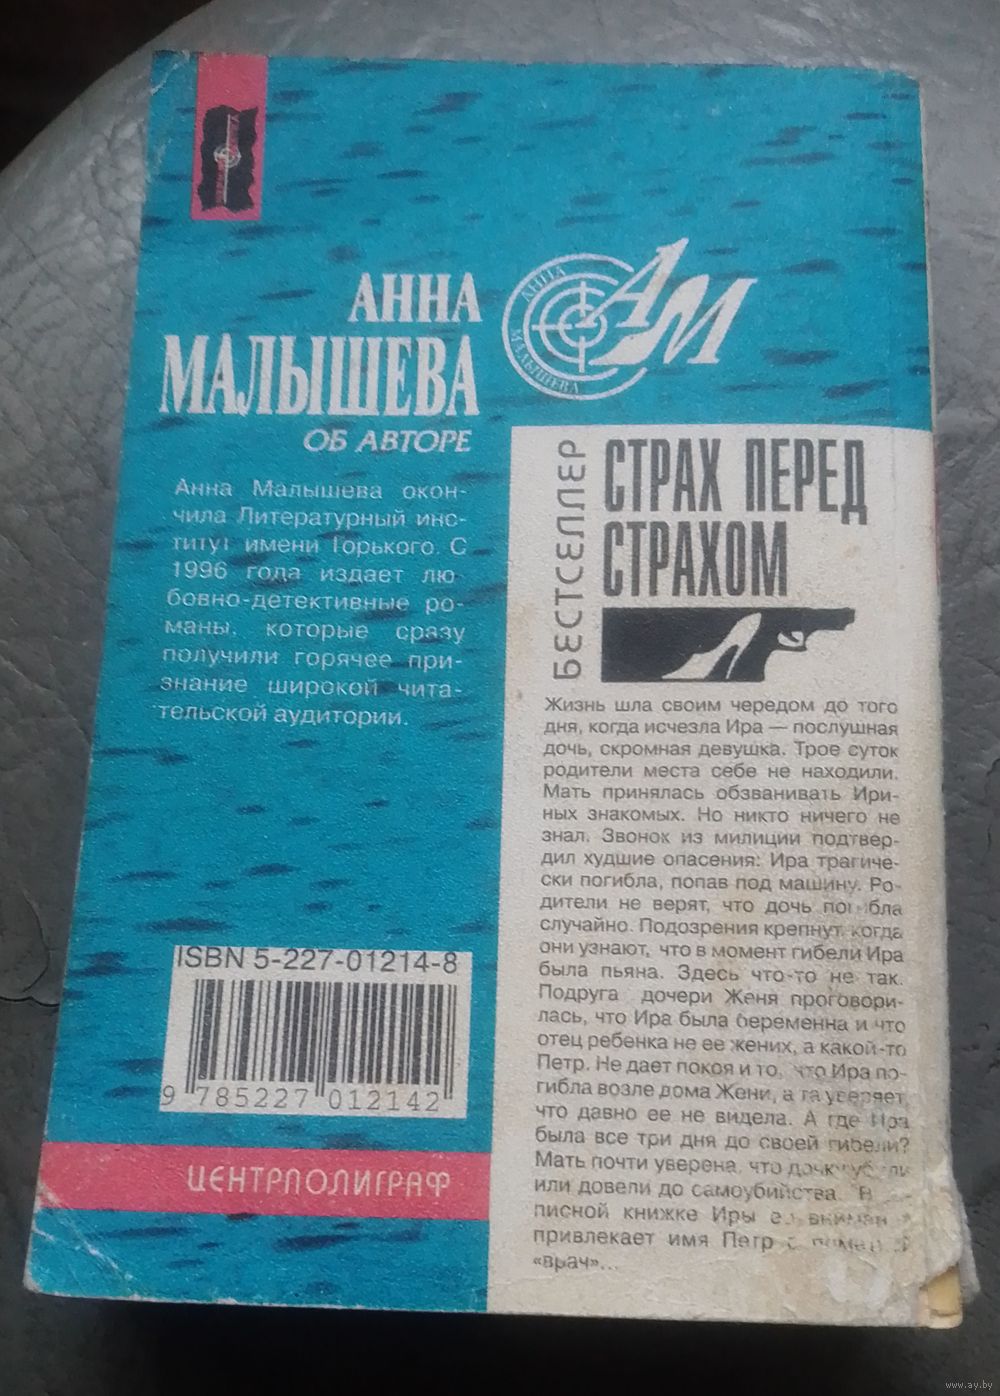 АННА
МАЛЫШЕВА
ОБ АВТОРЕ
Анна Малышева окон-
чила Литературный инс-
титут имени Горького. С
1996 года издает лю-
бовно-детективные ро-
маны, которые сразу
получили горячее при-
знание широкой чита-
тельской аудитории.
АННА
МАЛЫШЕВА
АМ
БЕСТСЕЛЛЕР
СТРАХ ПЕРЕД
СТРАХОМ
Жизнь шла своим чередом до того
дня, когда исчезла Ира — послушная
дочь, скромная девушка. Трое суток
родители места себе не находили.
Мать принялась обзванивать Ири-
ных знакомых. Но никто ничего не
знал. Звонок из милиции подтвер-
дил худшие опасения: Ира трагиче-
ски погибла, попав под машину. Ро-
дители не верят, что дочь погибла
случайно. Подозрения крепнут, когда
они узнают, что в момент гибели Ира
была пьяна. Здесь что-то не так.
Подруга дочери Женя проговори-
лась, что Ира была беременна и что
отец ребенка не ее жених, а какой-то
Петр. Не дает покоя и то, что Ира по-
гибла возле дома Жени, а та уверяет,
что давно ее не видела. А где Ира
была все три дня до своей гибели?
Мать почти уверена, что дочку
или довели до самоубийства. В
писной книжке Иры
привлекает имя Петр с
«врач»...
ISBN 5-227-01214-8
9 785227 012142
ЦЕНТРПОЛИГРАФ
www.ay.by